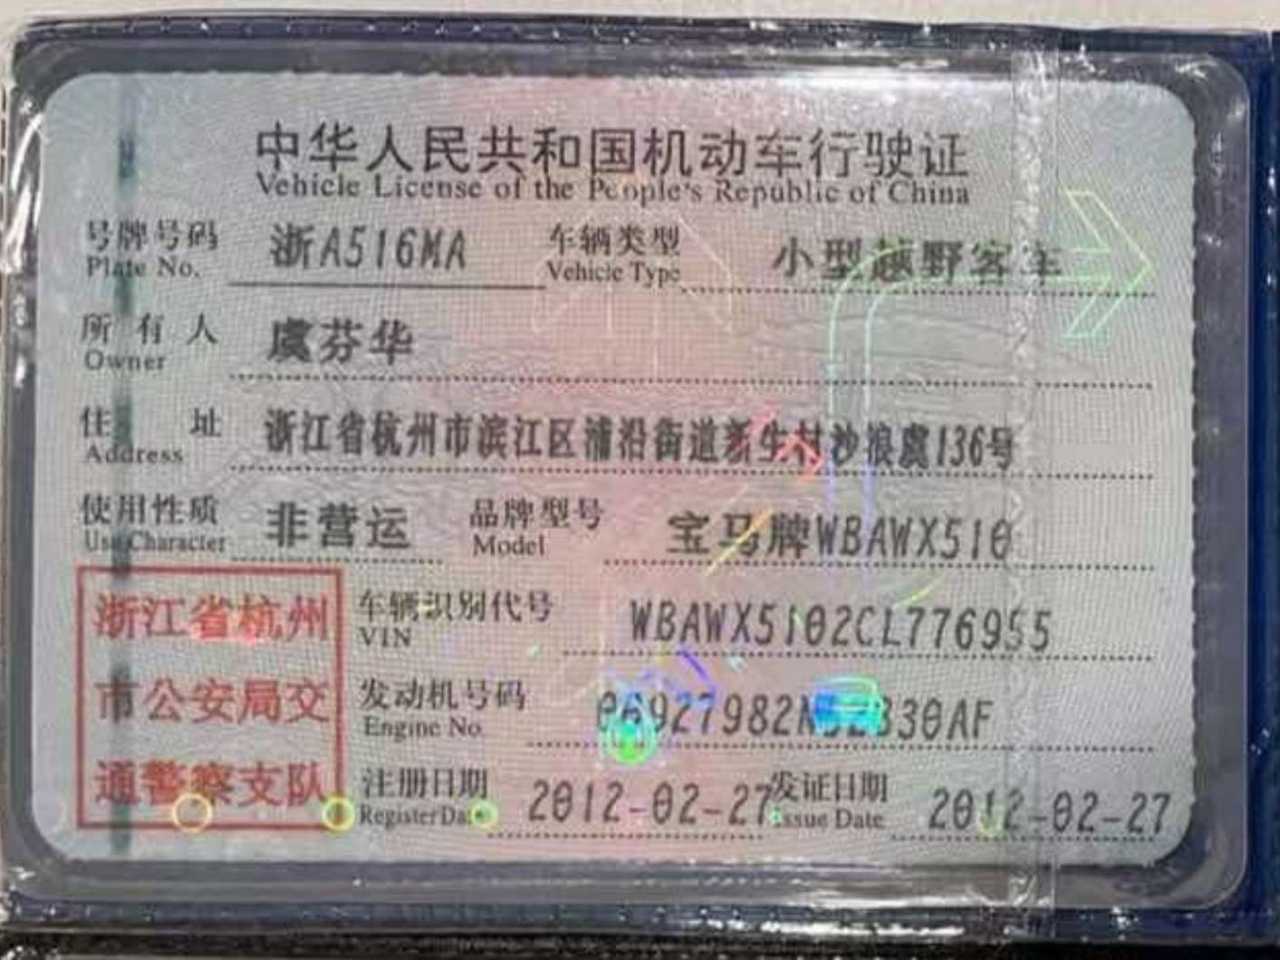 中华人民共和国机动车行驶证
Vehicle License of the People's Republic of China
号牌号码 浙A516MA 车辆类型 小型越野客车
Plate No. Vehicle Type
所有人 虞芬华
Owner
住址 浙江省杭州市滨江区浦沿街道新生村沙浪虞136号
Address
使用性质 非营运 品牌型号 宝马牌WBAWX510
Use Character Model
浙江省杭州 车辆识别代号 WBAWX5102CL776955
VIN
市公安局交 发动机号码
Engine No.
通警察支队 注册日期 2012-02-27 发证日期 2012-02-27
Register Date Issue Date